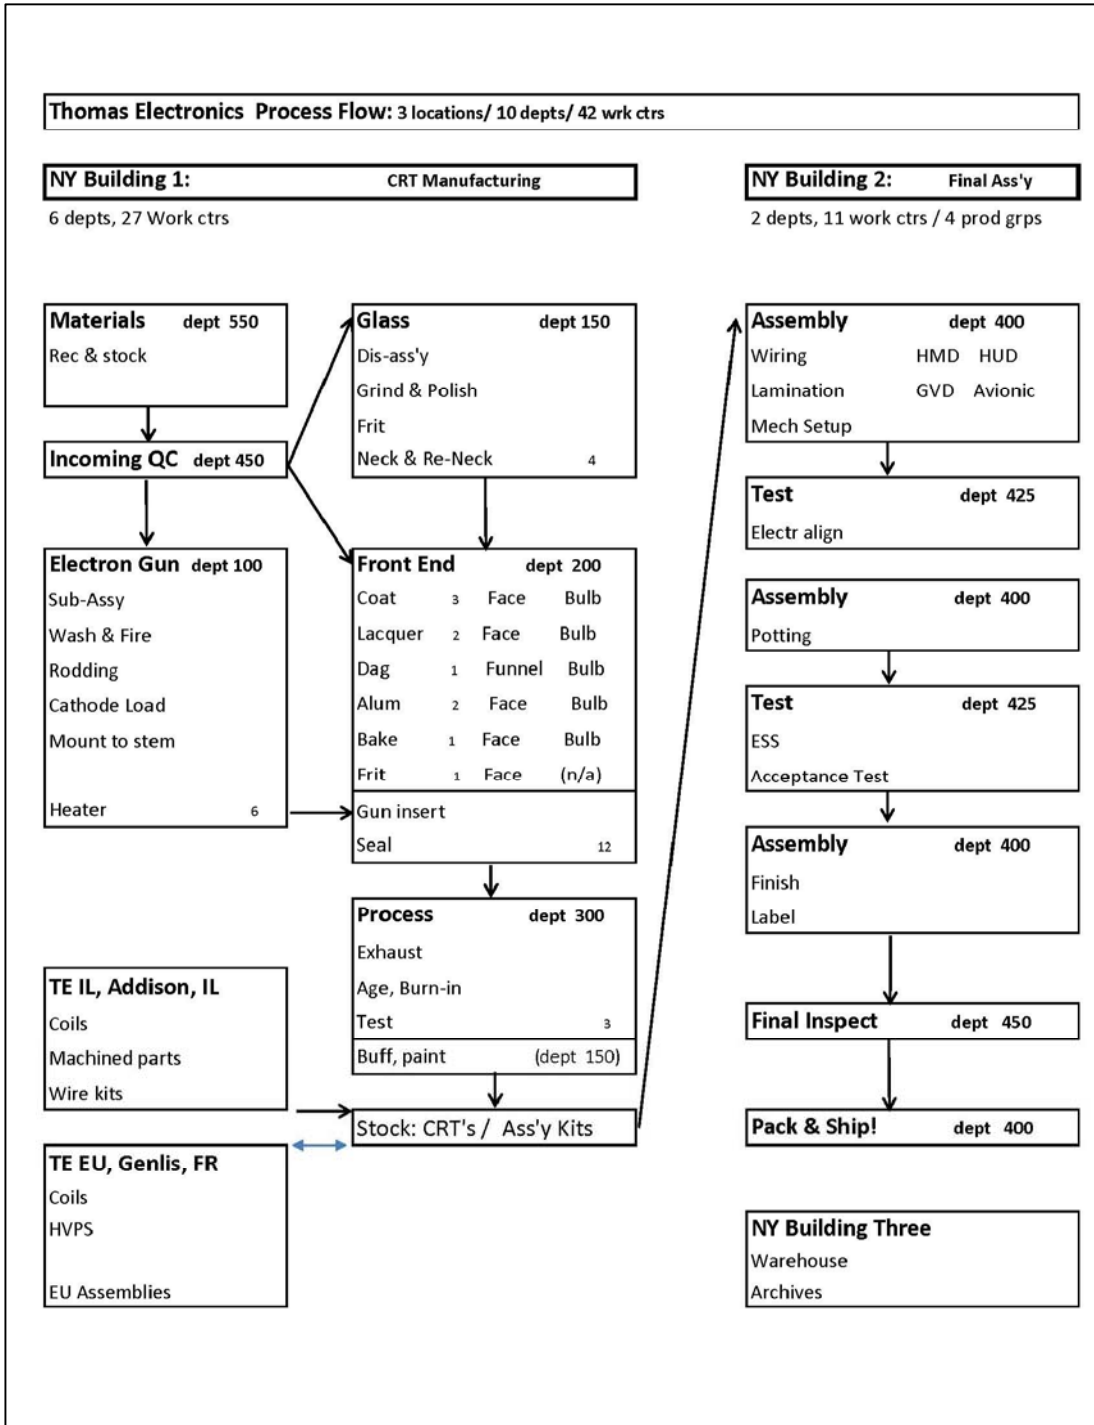 Thomas Electronics Process Flow: 3 locations/ 10 depts/ 42 wrk ctrs
NY Building 1: CRT Manufacturing
6 depts, 27 Work ctrs
Materials dept 550
Rec & stock
Incoming QC dept 450
Electron Gun dept 100
Sub-Assy
Wash & Fire
Rodding
Cathode Load
Mount to stem
Heater 6
Glass dept 150
Dis-ass'y
Grind & Polish
Frit
Neck & Re-Neck 4
Front End dept 200
Coat 3 Face Bulb
Lacquer 2 Face Bulb
Dag 1 Funnel Bulb
Alum 2 Face Bulb
Bake 1 Face Bulb
Frit 1 Face (n/a)
Gun insert
Seal 12
Process dept 300
Exhaust
Age, Burn-in
Test 3
Buff, paint (dept 150)
Stock: CRT's / Ass'y Kits
TE IL, Addison, IL
Coils
Machined parts
Wire kits
TE EU, Genlis, FR
Coils
HVPS
EU Assemblies
NY Building 2: Final Ass'y
2 depts, 11 work ctrs / 4 prod grps
Assembly dept 400
Wiring HMD HUD
Lamination GVD Avionic
Mech Setup
Test dept 425
Electr align
Assembly dept 400
Potting
Test dept 425
ESS
Acceptance Test
Assembly dept 400
Finish
Label
Final Inspect dept 450
Pack & Ship! dept 400
NY Building Three
Warehouse
Archives